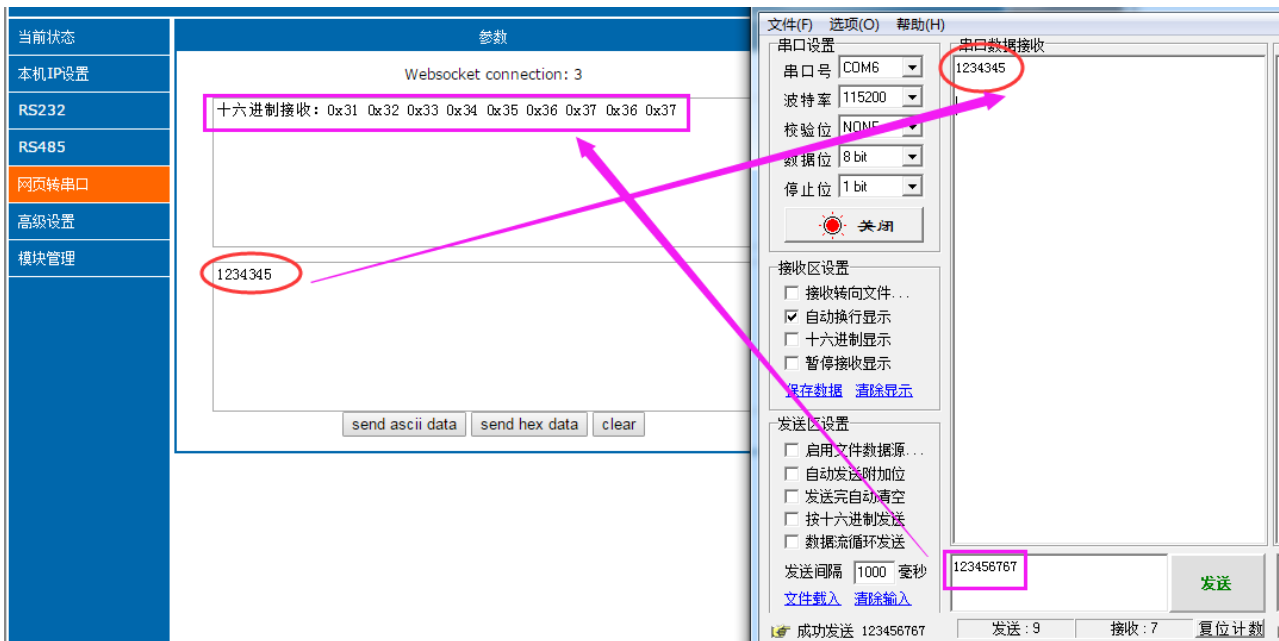 当前状态
本机IP设置
RS232
RS485
网页转串口
高级设置
模块管理
参数
Websocket connection: 3
十六进制接收: 0x31 0x32 0x33 0x34 0x35 0x36 0x37 0x36 0x37
1234345
send ascii data send hex data clear
文件(F) 选项(O) 帮助(H)
串口设置
串口号 COM6
波特率 115200
校验位 NONE
数据位 8 bit
停止位 1 bit
关闭
接收区设置
接收转向文件...
自动换行显示
十六进制显示
暂停接收显示
保存数据 清除显示
发送区设置
启用文件数据源...
自动发送附加位
发送完自动清空
按十六进制发送
数据流循环发送
发送间隔 1000 毫秒
文件载入 清除输入
串口数据接收
1234345
123456767
发送
成功发送 123456767 发送:9 接收:7 复位计数